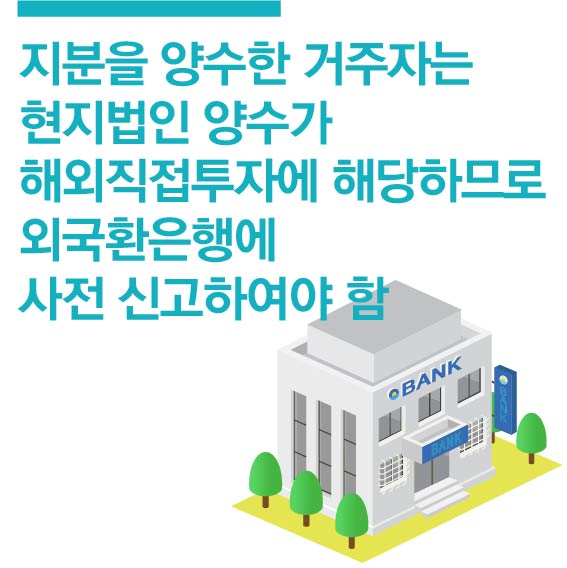 지분을 양수한 거주자는
현지법인 양수가
해외직접투자에 해당하므로
외국환은행에
사전 신고하여야 함
BANK
BANK
BANK